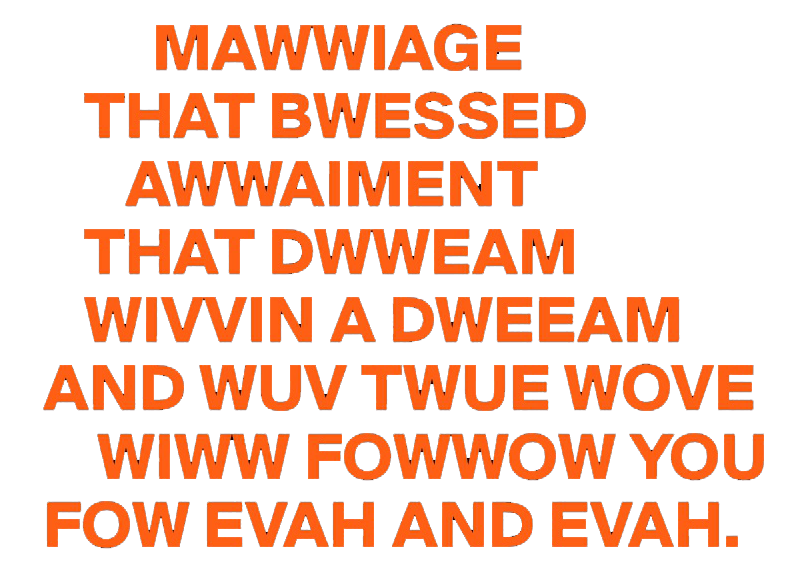 MAWWIAGE
THAT BWESSED
AWWAIMENT
THAT DWWEAM
WIVVIN A DWEEAM
AND WUV TWUE WOVE
WIWW FOWWOW YOU
FOW EVAH AND EVAH.